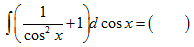 ∫(1/cos² x + 1)d cos x = (  )